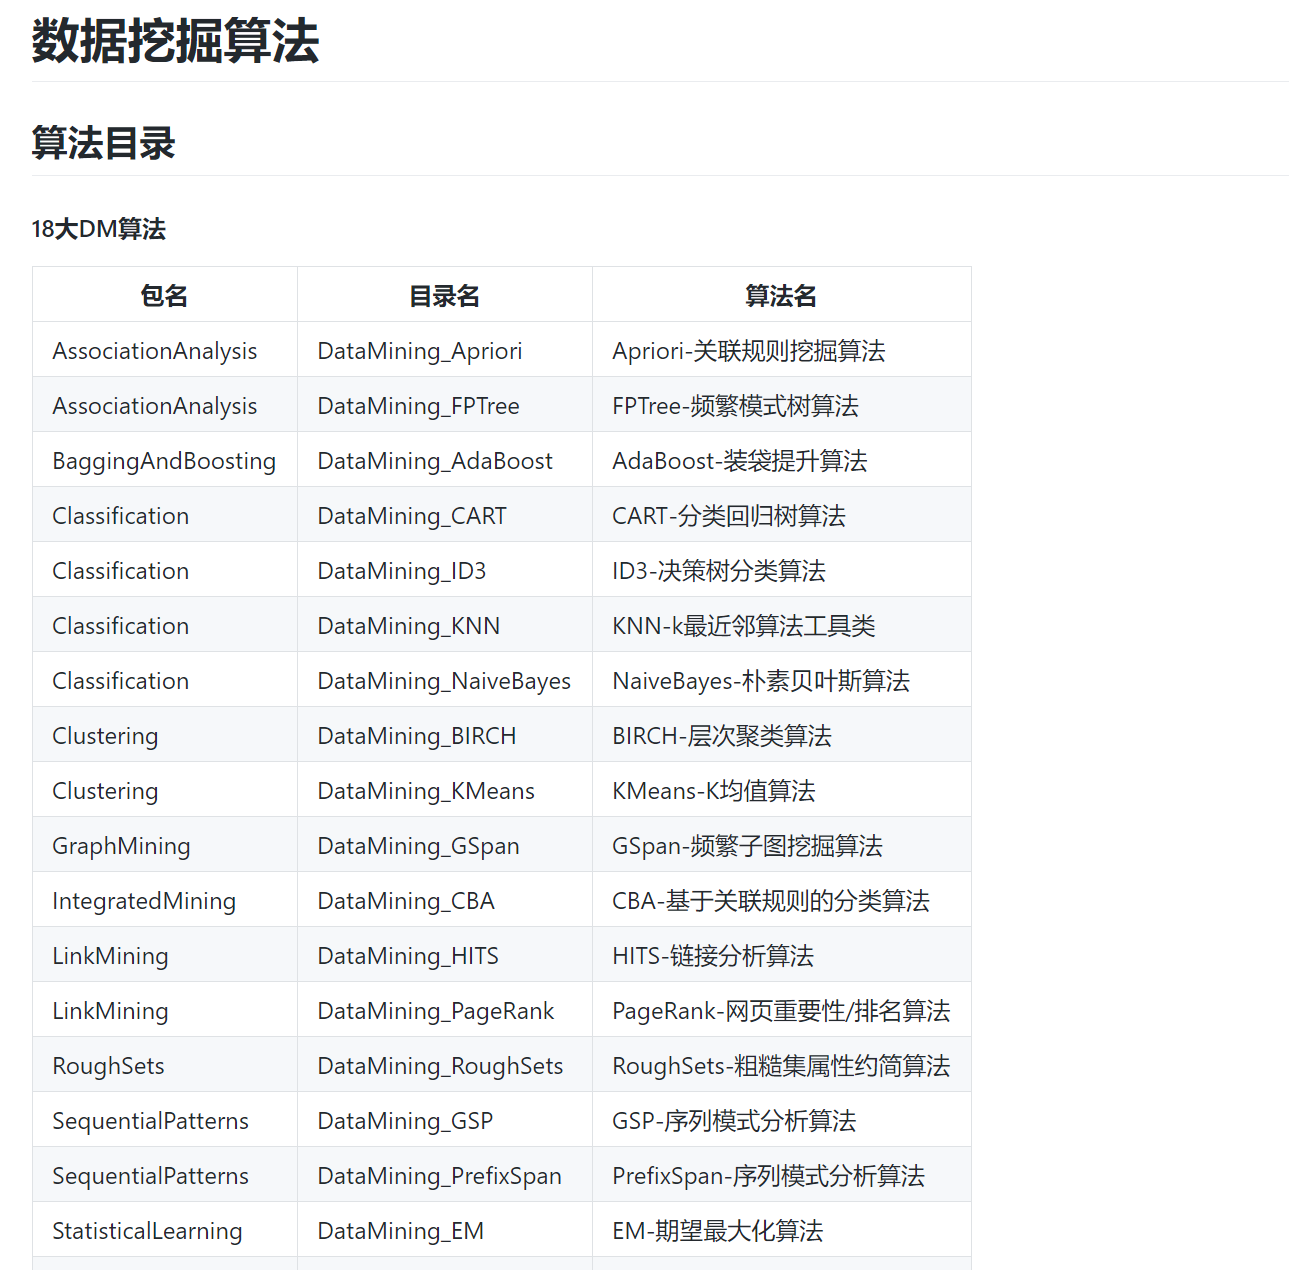 数据挖掘算法
算法目录
18大DM算法
包名 目录名 算法名
AssociationAnalysis DataMining_Apriori Apriori-关联规则挖掘算法
AssociationAnalysis DataMining_FPTree FPTree-频繁模式树算法
BaggingAndBoosting DataMining_AdaBoost AdaBoost-装袋提升算法
Classification DataMining_CART CART-分类回归树算法
Classification DataMining_ID3 ID3-决策树分类算法
Classification DataMining_KNN KNN-k最近邻算法工具类
Classification DataMining_NaiveBayes NaiveBayes-朴素贝叶斯算法
Clustering DataMining_BIRCH BIRCH-层次聚类算法
Clustering DataMining_KMeans KMeans-K均值算法
GraphMining DataMining_GSpan GSpan-频繁子图挖掘算法
IntegratedMining DataMining_CBA CBA-基于关联规则的分类算法
LinkMining DataMining_HITS HITS-链接分析算法
LinkMining DataMining_PageRank PageRank-网页重要性/排名算法
RoughSets DataMining_RoughSets RoughSets-粗糙集属性约简算法
SequentialPatterns DataMining_GSP GSP-序列模式分析算法
SequentialPatterns DataMining_PrefixSpan PrefixSpan-序列模式分析算法
StatisticalLearning DataMining_EM EM-期望最大化算法